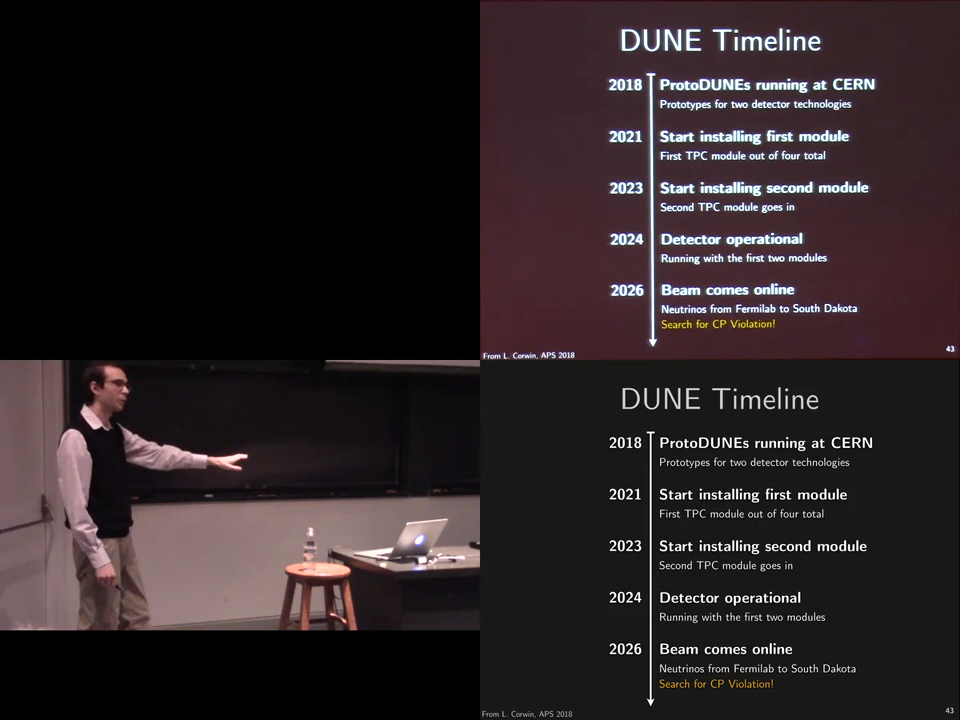 DUNE Timeline
2018 ProtoDUNEs running at CERN
Prototypes for two detector technologies
2021 Start installing first module
First TPC module out of four total
2023 Start installing second module
Second TPC module goes in
2024 Detector operational
Running with the first two modules
2026 Beam comes online
Neutrinos from Fermilab to South Dakota
Search for CP Violation!
From L. Corwin, APS 2018
43
DUNE Timeline
2018 ProtoDUNEs running at CERN
Prototypes for two detector technologies
2021 Start installing first module
First TPC module out of four total
2023 Start installing second module
Second TPC module goes in
2024 Detector operational
Running with the first two modules
2026 Beam comes online
Neutrinos from Fermilab to South Dakota
Search for CP Violation!
From L. Corwin, APS 2018
43